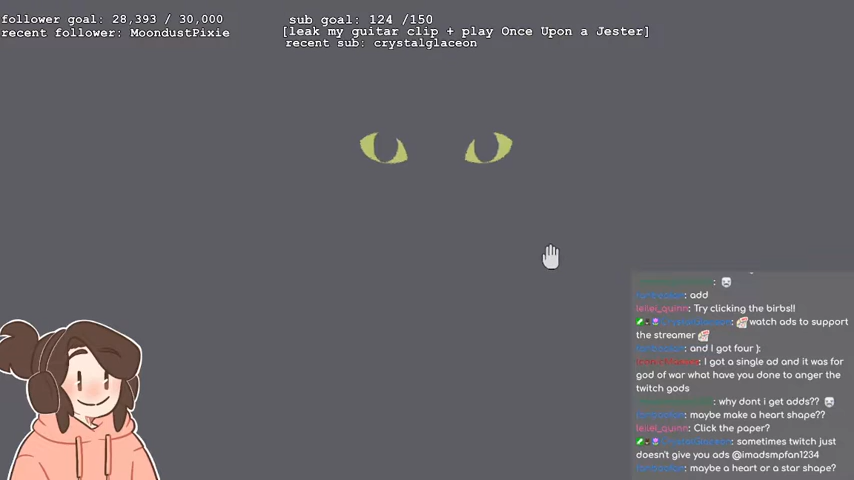 follower goal: 28,393 / 30,000
recent follower: MoondustPixie
sub goal: 124 /150
[leak my guitar clip + play Once Upon a Jester]
recent sub: crystalglaceon
: add
leilei_quinn: Try clicking the birbs!!
watch ads to support
the streamer
: and I got four ):
: I got a single ad and it was for
god of war what have you done to anger the
twitch gods
: why dont i get adds??
: maybe make a heart shape??
leilei_quinn: Click the paper?
: sometimes twitch just
doesn't give you ads @imadsmpfan1234
: maybe a heart or a star shape?